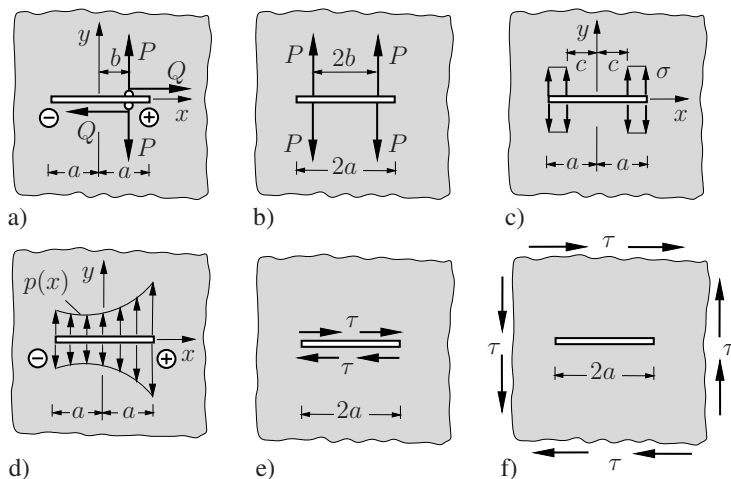 y
b
P
Q
x
− +
Q
P
a a
a)
P P
2b
P P
2a
b)
y
c c
σ
x
a a
c)
p(x)
y
− +
x
a a
d)
τ
τ
2a
e)
τ
τ τ
2a
τ
f)